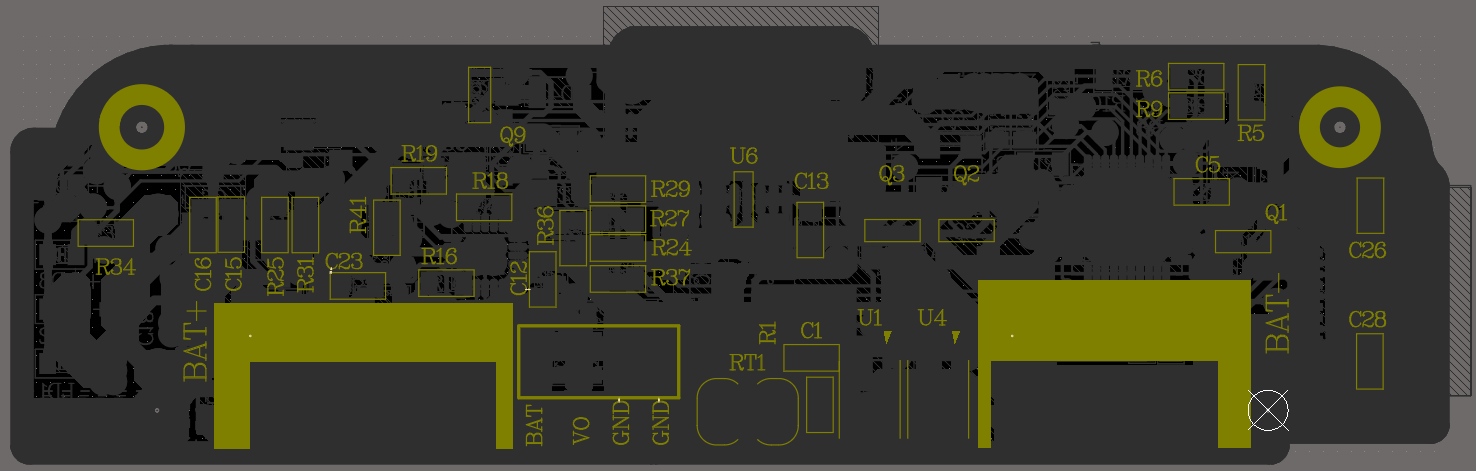 R6
R9
R5
Q9
R19
U6
R18
C13
Q3
Q2
C5
R29
R27
R24
R37
R36
R41
Q1
C26
R34
C16
C15
R25
R31
C23
R16
C12
BAT+
BAT+
R1
C1
U1
U4
C28
RT1
BAT
VO
GND
GND